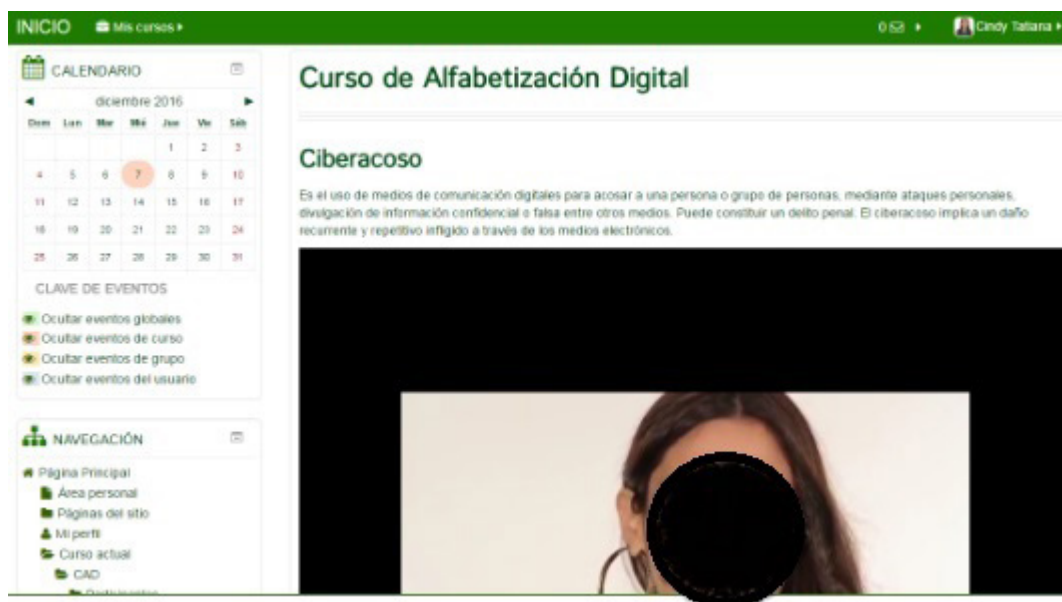 INICIO
Mis cursos
0
Cindy Tatiana
CALENDARIO
diciembre 2016
Dom Lun Mar Mié Jue Vie Sáb
1 2 3
4 5 6 7 8 9 10
11 12 13 14 15 16 17
18 19 20 21 22 23 24
25 26 27 28 29 30 31
CLAVE DE EVENTOS
Ocultar eventos globales
Ocultar eventos de curso
Ocultar eventos de grupo
Ocultar eventos del usuario
NAVEGACIÓN
Página Principal
Área personal
Páginas del sitio
Mi perfil
Curso actual
CAD
Curso de Alfabetización Digital
Ciberacoso
Es el uso de medios de comunicación digitales para acosar a una persona o grupo de personas, mediante ataques personales,
divulgación de información confidencial o falsa entre otros medios. Puede constituir un delito penal. El ciberacoso implica un daño
recurrente y repetitivo infligido a través de los medios electrónicos.